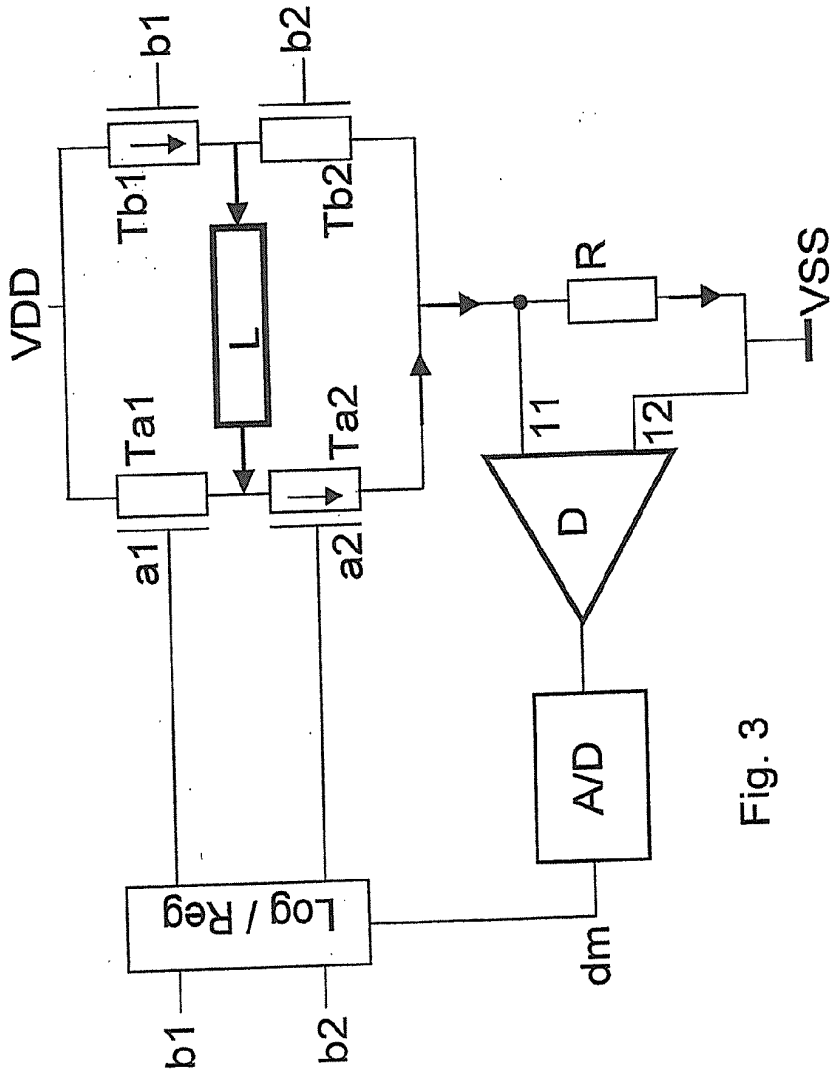 VDD
b1
b2
Tb1
Tb2
L
Ta1
Ta2
a1
a2
R
VSS
11
12
D
A/D
dm
Log / Reg
b1
b2
Fig. 3